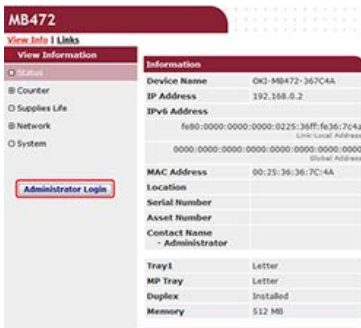 MB472
View Info | Links
View Information
Status
Counter
Supplies Life
Network
System
Administrator Login
Information
Device Name OKI-MB472-367C4A
IP Address 192.168.0.2
IPv6 Address
fe80:0000:0000:0000:0225:36ff:fe36:7c4a
Link-Local Address
0000:0000:0000:0000:0000:0000:0000:0000
Global Address
MAC Address 00:25:36:36:7C:4A
Location
Serial Number
Asset Number
Contact Name
- Administrator
Tray1 Letter
MP Tray Letter
Duplex Installed
Memory 512 MB